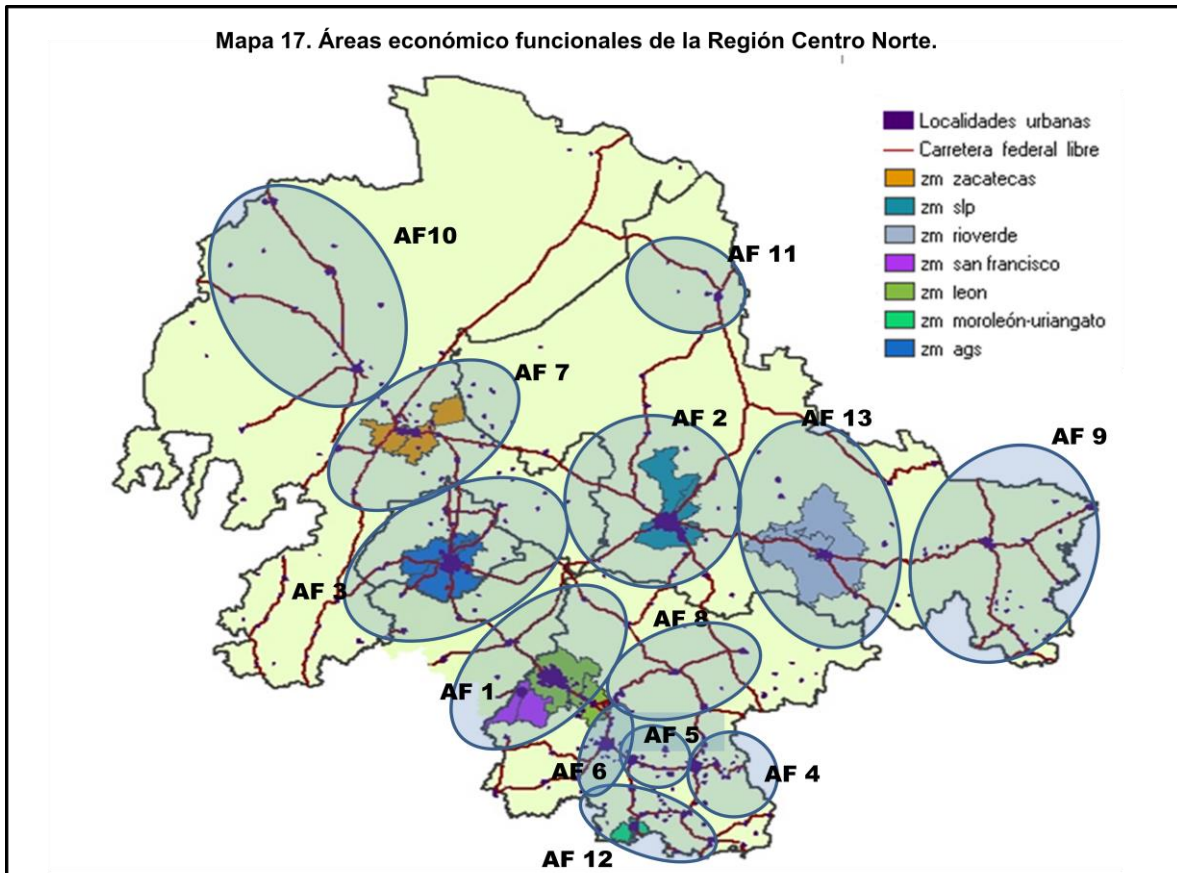 Mapa 17. Áreas económico funcionales de la Región Centro Norte.
Localidades urbanas
Carretera federal libre
zm zacatecas
zm slp
zm rioverde
zm san francisco
zm leon
zm moroleón-uriangato
zm ags
AF10
AF 11
AF 7
AF 2
AF 13
AF 9
AF 3
AF 8
AF 1
AF 5
AF 6
AF 4
AF 12